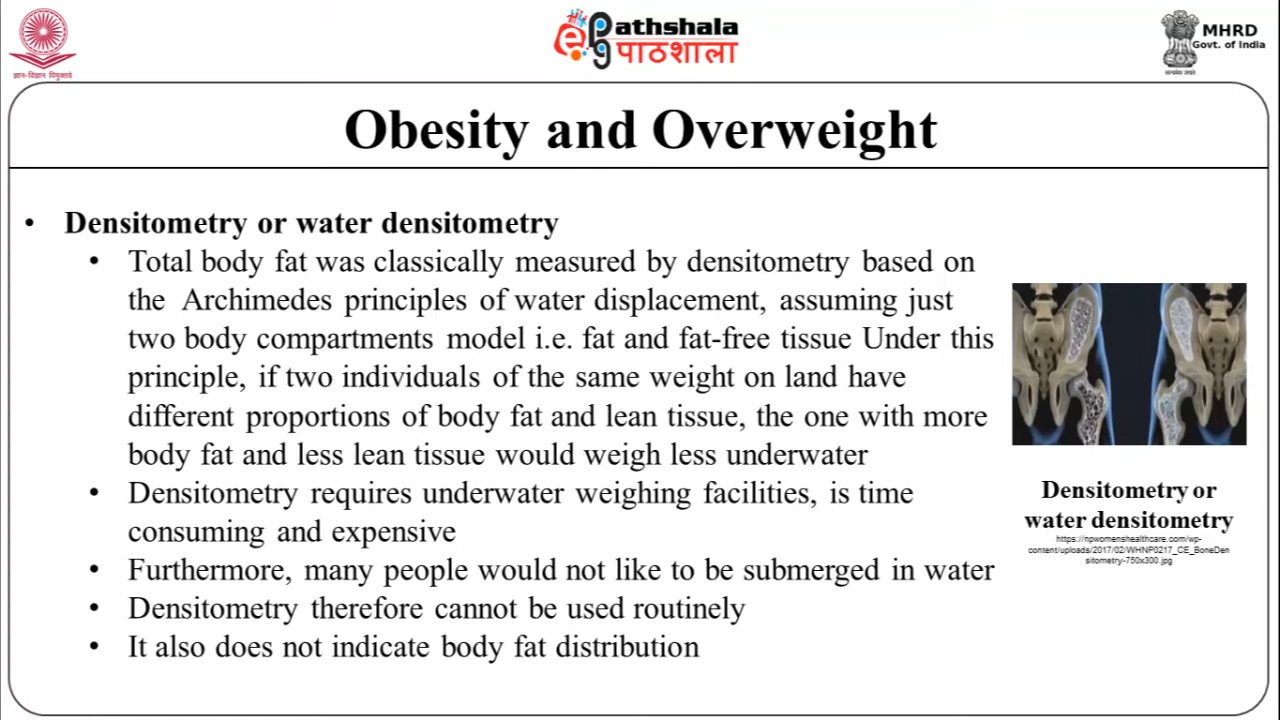 ज्ञान-विज्ञान विमुक्तये
ePathshala
पाठशाला
MHRD
Govt. of India
सत्यमेव जयते
Obesity and Overweight
• Densitometry or water densitometry
• Total body fat was classically measured by densitometry based on
the Archimedes principles of water displacement, assuming just
two body compartments model i.e. fat and fat-free tissue Under this
principle, if two individuals of the same weight on land have
different proportions of body fat and lean tissue, the one with more
body fat and less lean tissue would weigh less underwater
• Densitometry requires underwater weighing facilities, is time
consuming and expensive
• Furthermore, many people would not like to be submerged in water
• Densitometry therefore cannot be used routinely
• It also does not indicate body fat distribution
Densitometry or
water densitometry
https://npwomenshealthcare.com/wp-
content/uploads/2017/02/WHNP0217_CE_BoneDen
sitometry-750x300.jpg